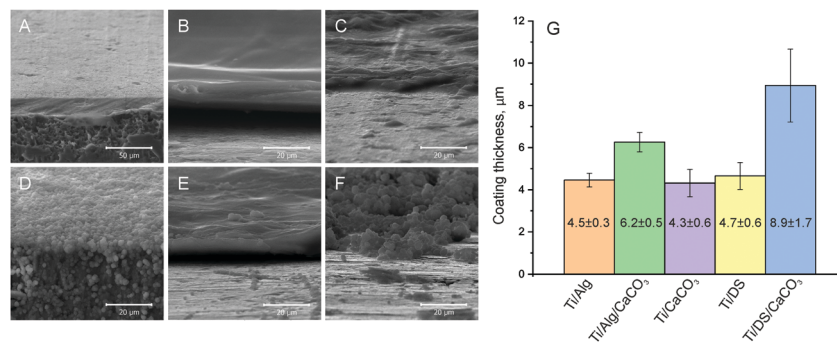 A
B
C
50 µm
20 µm
20 µm
D
E
F
20 µm
20 µm
20 µm
G
Coating thickness, µm
12
10
8
6
4
2
0
4.5±0.3
6.2±0.5
4.3±0.6
4.7±0.6
8.9±1.7
Ti/Alg
Ti/Alg/CaCO₃
Ti/CaCO₃
Ti/DS
Ti/DS/CaCO₃